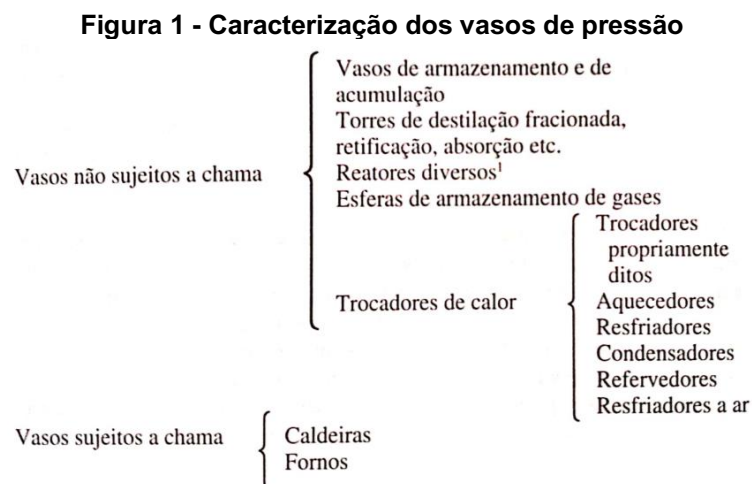 Figura 1 - Caracterização dos vasos de pressão
Vasos não sujeitos a chama
Vasos de armazenamento e de
acumulação
Torres de destilação fracionada,
retificação, absorção etc.
Reatores diversos¹
Esferas de armazenamento de gases
Trocadores de calor
Trocadores
propriamente
ditos
Aquecedores
Resfriadores
Condensadores
Refervedores
Resfriadores a ar
Vasos sujeitos a chama
Caldeiras
Fornos